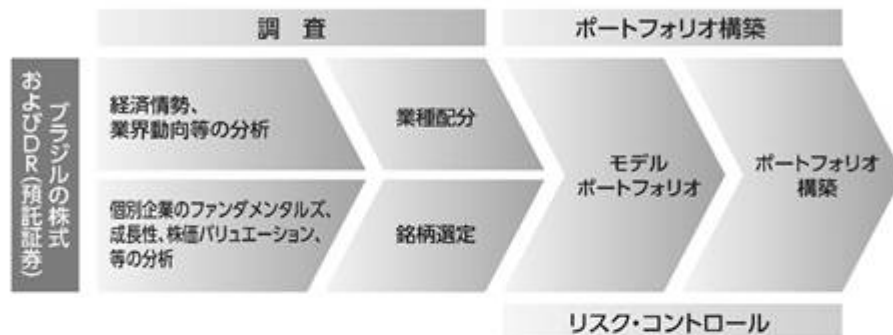 調 査
ポートフォリオ構築
ブラジルの株式
およびDR(預託証券)
経済情勢、
業界動向等の分析
業種配分
個別企業のファンダメンタルズ、
成長性、株価バリュエーション、
等の分析
銘柄選定
モデル
ポートフォリオ
ポートフォリオ
構築
リスク・コントロール